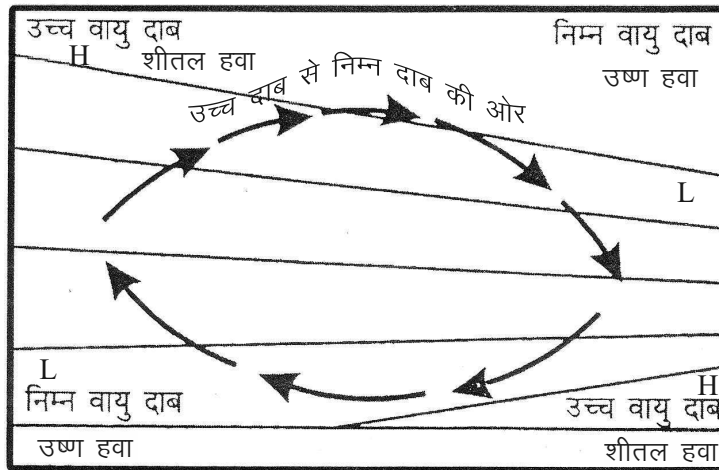 उच्च वायु दाब
H
शीतल हवा
निम्न वायु दाब
उष्ण हवा
उच्च दाब से निम्न दाब की ओर
L
L
निम्न वायु दाब
उष्ण हवा
H
उच्च वायु दाब
शीतल हवा